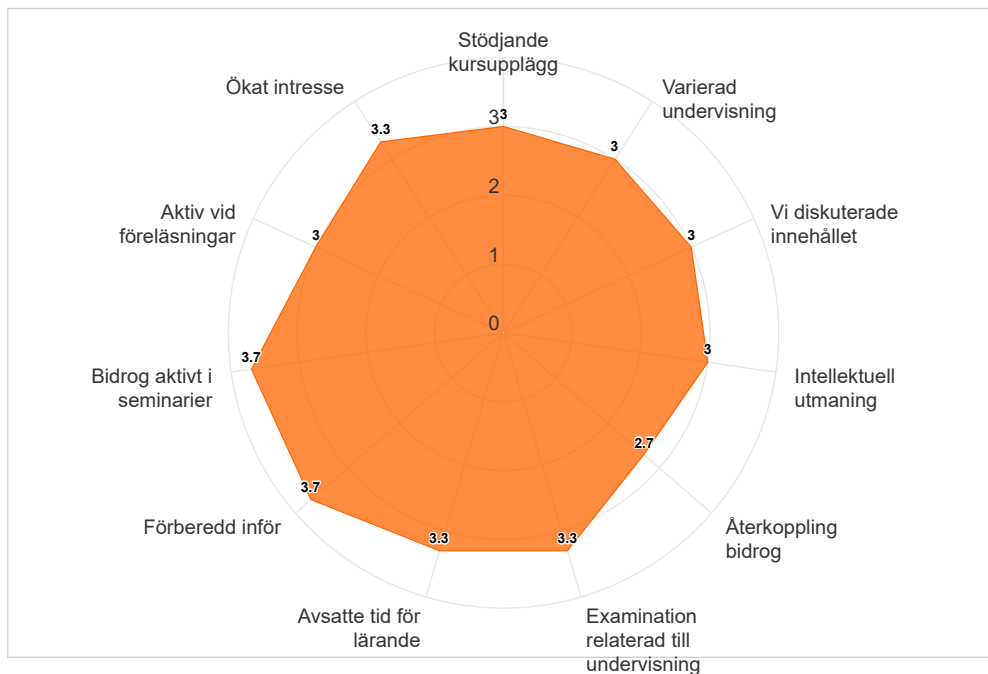 Stödjande
kursupplägg
Ökat intresse
Varierad
undervisning
3.3
3
3
3
2
Aktiv vid
föreläsningar
Vi diskuterade
innehållet
3
3
1
0
3.7
3
Bidrog aktivt i
seminarier
Intellektuell
utmaning
2.7
3.7
Förberedd inför
Återkoppling
bidrog
3.3
3.3
Avsatte tid för
lärande
Examination
relaterad till
undervisning